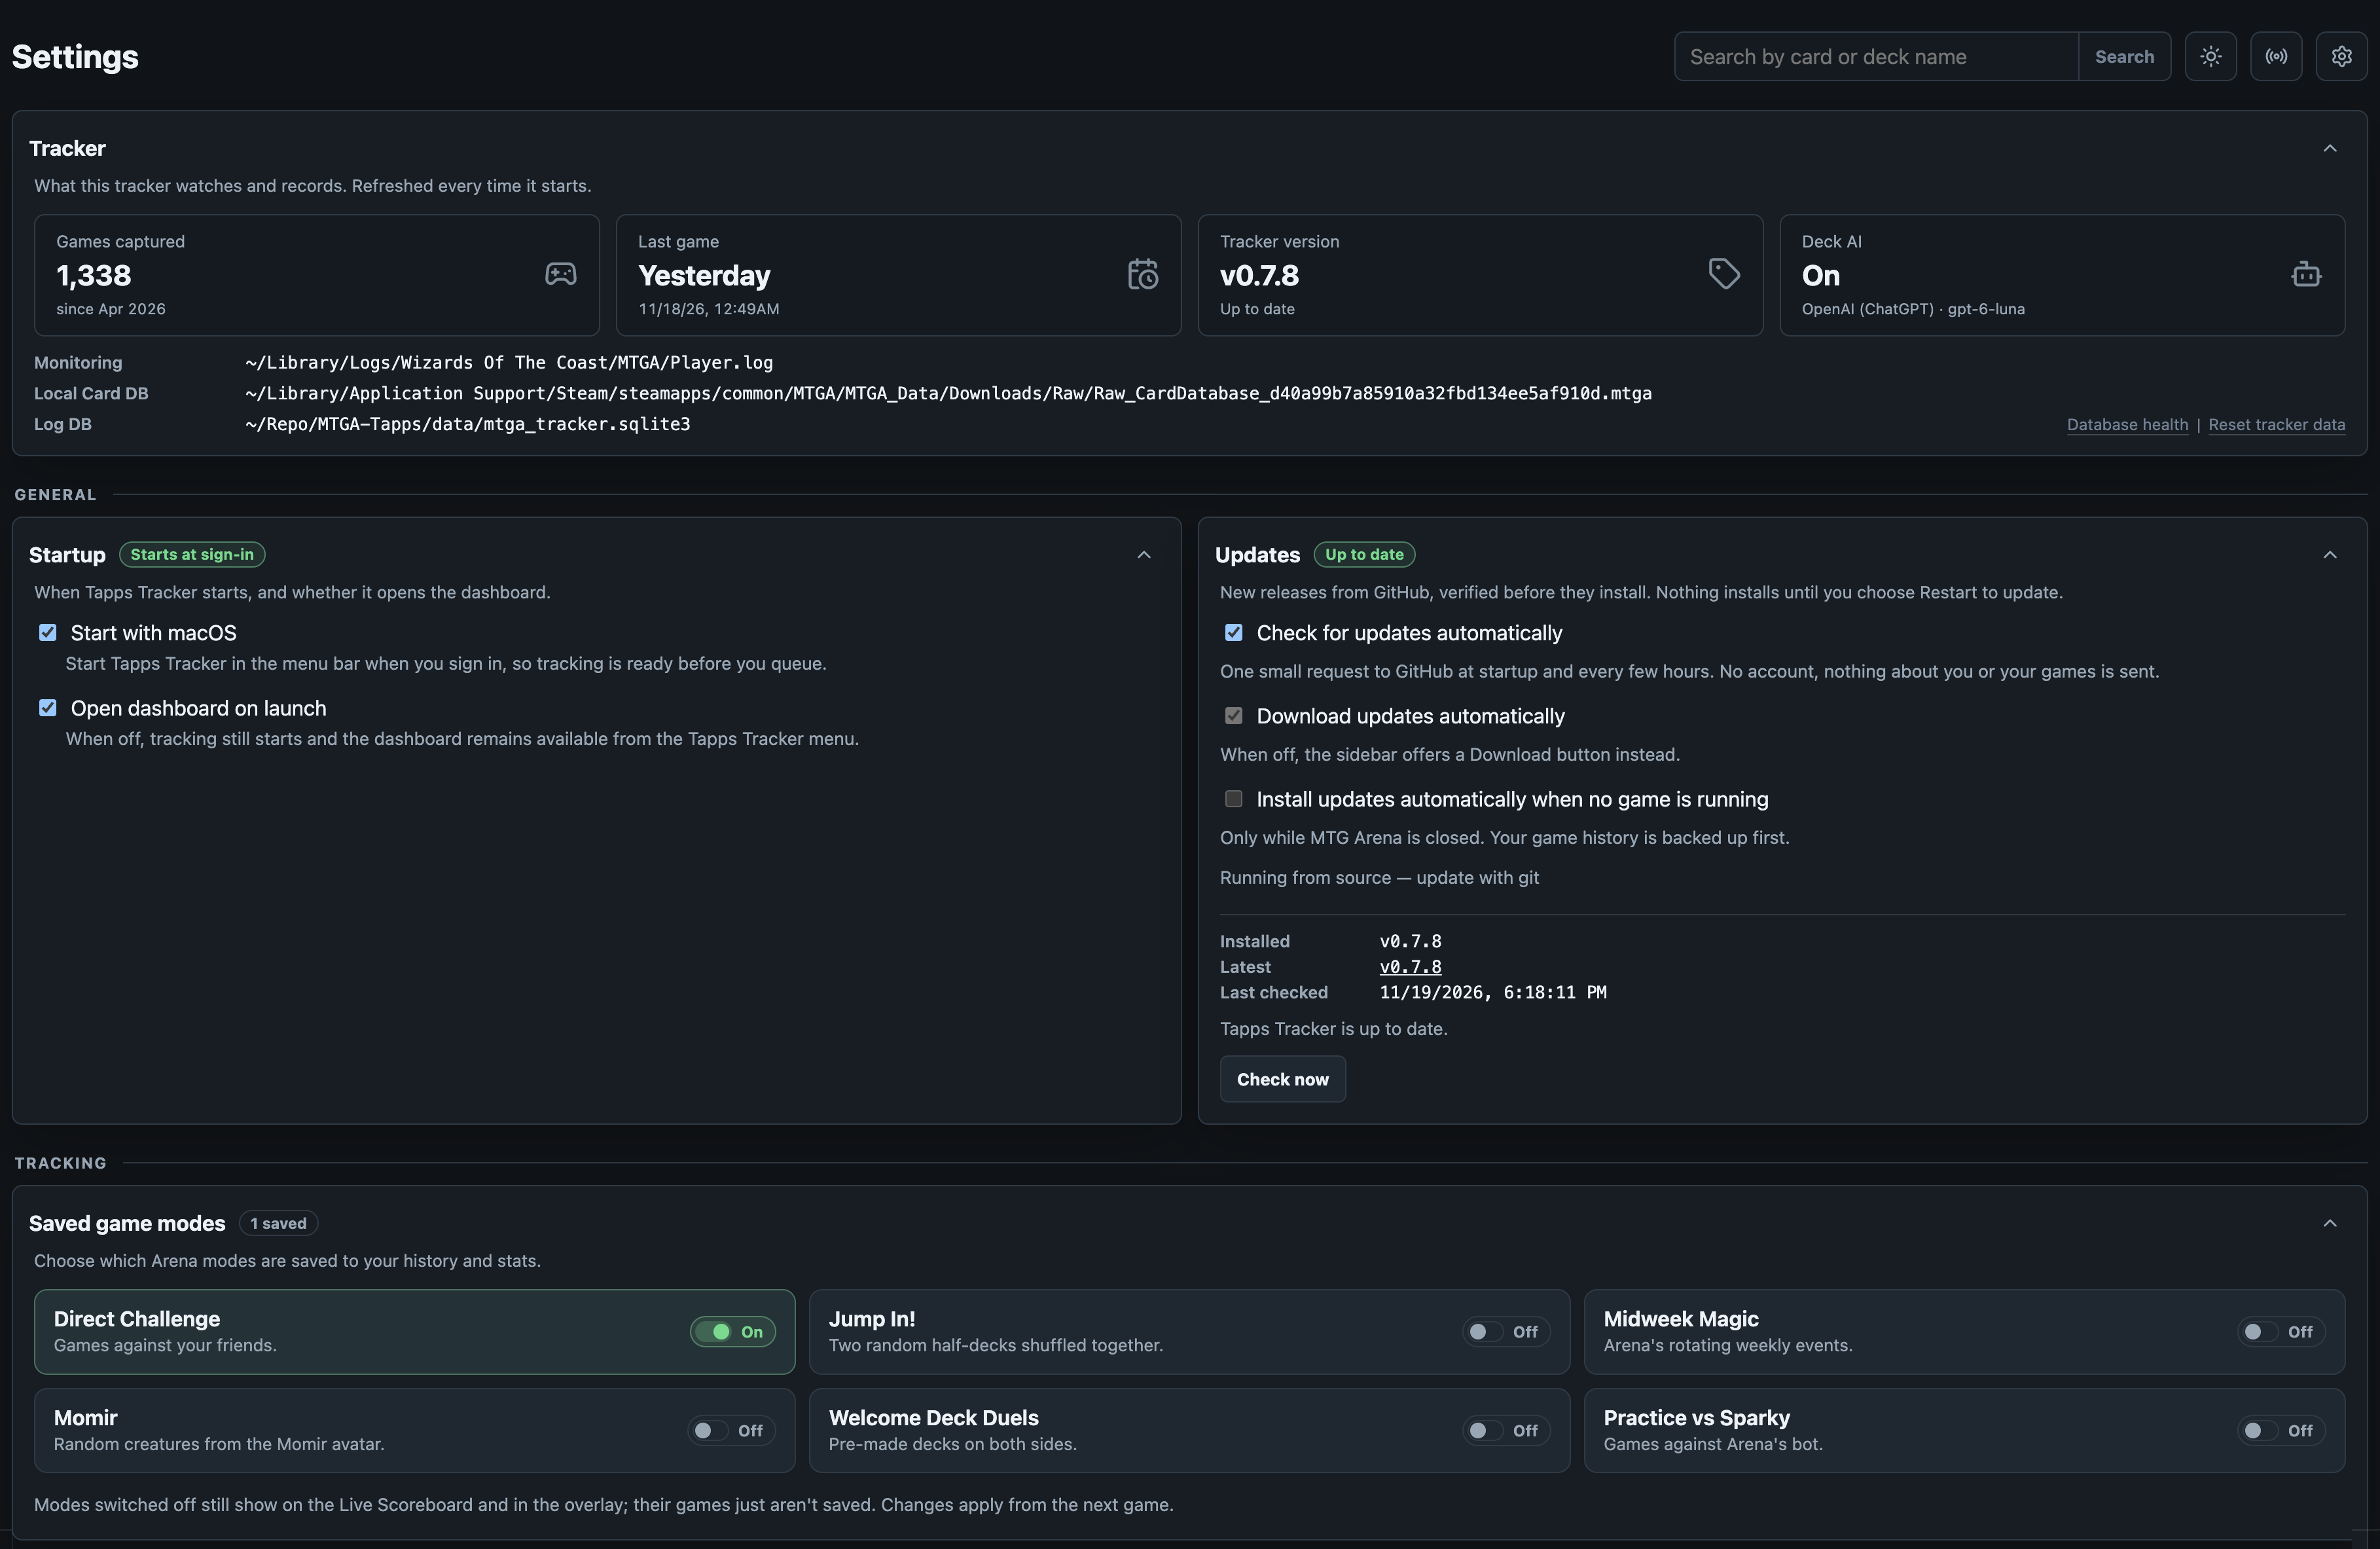 Settings
Search by card or deck name
Search
Tracker
What this tracker watches and records. Refreshed every time it starts.
Games captured
1,338
since Apr 2026
Last game
Yesterday
11/18/26, 12:49AM
Tracker version
v0.7.8
Up to date
Deck AI
On
OpenAI (ChatGPT) · gpt-6-luna
Monitoring ~/Library/Logs/Wizards Of The Coast/MTGA/Player.log
Local Card DB ~/Library/Application Support/Steam/steamapps/common/MTGA/MTGA_Data/Downloads/Raw/Raw_CardDatabase_d40a99b7a85910a32fbd134ee5af910d.mtga
Log DB ~/Repo/MTGA-Tapps/data/mtga_tracker.sqlite3
Database health | Reset tracker data
GENERAL
Startup Starts at sign-in
When Tapps Tracker starts, and whether it opens the dashboard.
Start with macOS
Start Tapps Tracker in the menu bar when you sign in, so tracking is ready before you queue.
Open dashboard on launch
When off, tracking still starts and the dashboard remains available from the Tapps Tracker menu.
Updates Up to date
New releases from GitHub, verified before they install. Nothing installs until you choose Restart to update.
Check for updates automatically
One small request to GitHub at startup and every few hours. No account, nothing about you or your games is sent.
Download updates automatically
When off, the sidebar offers a Download button instead.
Install updates automatically when no game is running
Only while MTG Arena is closed. Your game history is backed up first.
Running from source — update with git
Installed v0.7.8
Latest v0.7.8
Last checked 11/19/2026, 6:18:11 PM
Tapps Tracker is up to date.
Check now
TRACKING
Saved game modes 1 saved
Choose which Arena modes are saved to your history and stats.
Direct Challenge
Games against your friends.
On
Jump In!
Two random half-decks shuffled together.
Off
Midweek Magic
Arena's rotating weekly events.
Off
Momir
Random creatures from the Momir avatar.
Off
Welcome Deck Duels
Pre-made decks on both sides.
Off
Practice vs Sparky
Games against Arena's bot.
Off
Modes switched off still show on the Live Scoreboard and in the overlay; their games just aren't saved. Changes apply from the next game.